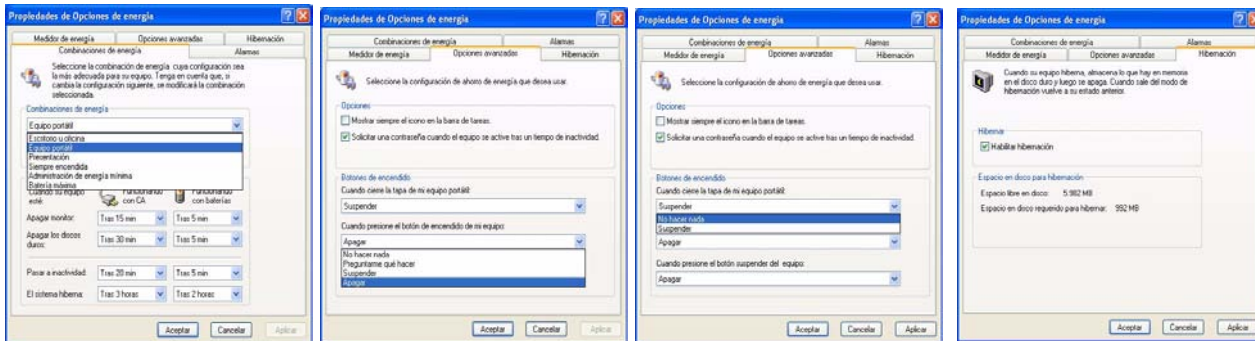 Propiedades de Opciones de energía
Medidor de energía Opciones avanzadas Hibernación
Combinaciones de energía Alarmas
Seleccione la combinación de energía cuya configuración sea
la más adecuada para su equipo. Tenga en cuenta que, si
cambia la configuración siguiente, se modificará la combinación
seleccionada.
Combinaciones de energía
Equipo portátil
Escritorio u oficina
Equipo portátil
Presentación
Siempre encendida
Administración de energía mínima
Batería máxima
Cuando su equipo Funcionando Funcionando
esté: con CA con baterías
Apagar monitor: Tras 15 min Tras 5 min
Apagar los discos
duros: Tras 30 min Tras 5 min
Pasar a inactividad: Tras 20 min Tras 5 min
El sistema hiberna: Tras 3 horas Tras 2 horas
Aceptar Cancelar Aplicar
Propiedades de Opciones de energía
Combinaciones de energía Alarmas
Medidor de energía Opciones avanzadas Hibernación
Seleccione la configuración de ahorro de energía que desea usar.
Opciones
Mostrar siempre el icono en la barra de tareas.
Solicitar una contraseña cuando el equipo se active tras un tiempo de inactividad.
Botones de encendido
Cuando cierre la tapa de mi equipo portátil:
Suspender
Cuando presione el botón de encendido de mi equipo:
Apagar
No hacer nada
Preguntarme qué hacer
Suspender
Apagar
Aceptar Cancelar Aplicar
Propiedades de Opciones de energía
Combinaciones de energía Alarmas
Medidor de energía Opciones avanzadas Hibernación
Seleccione la configuración de ahorro de energía que desea usar.
Opciones
Mostrar siempre el icono en la barra de tareas.
Solicitar una contraseña cuando el equipo se active tras un tiempo de inactividad.
Botones de encendido
Cuando cierre la tapa de mi equipo portátil:
Suspender
No hacer nada
Suspender
Apagar
Cuando presione el botón suspender del equipo:
Apagar
Aceptar Cancelar Aplicar
Propiedades de Opciones de energía
Combinaciones de energía Alarmas
Medidor de energía Opciones avanzadas Hibernación
Cuando su equipo hiberna, almacena lo que hay en memoria
en el disco duro y luego se apaga. Cuando sale del modo de
hibernación vuelve a su estado anterior.
Hibernar
Habilitar hibernación
Espacio en disco para hibernación
Espacio libre en disco: 5.982 MB
Espacio en disco requerido para hibernar: 992 MB
Aceptar Cancelar Aplicar